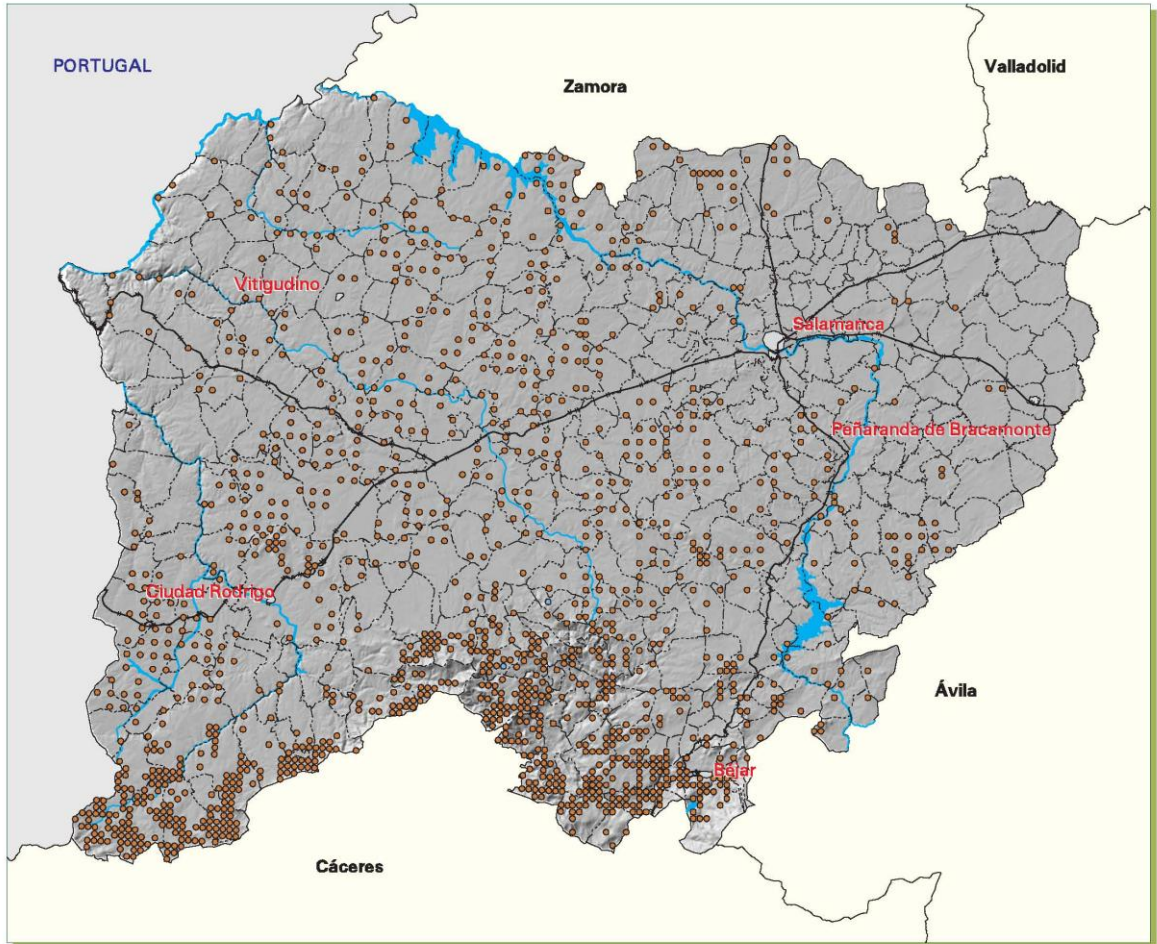 PORTUGAL
Zamora
Valladolid
Vitigudino
Salamanca
Peñaranda de Bracamonte
Ciudad Rodrigo
Ávila
Béjar
Cáceres